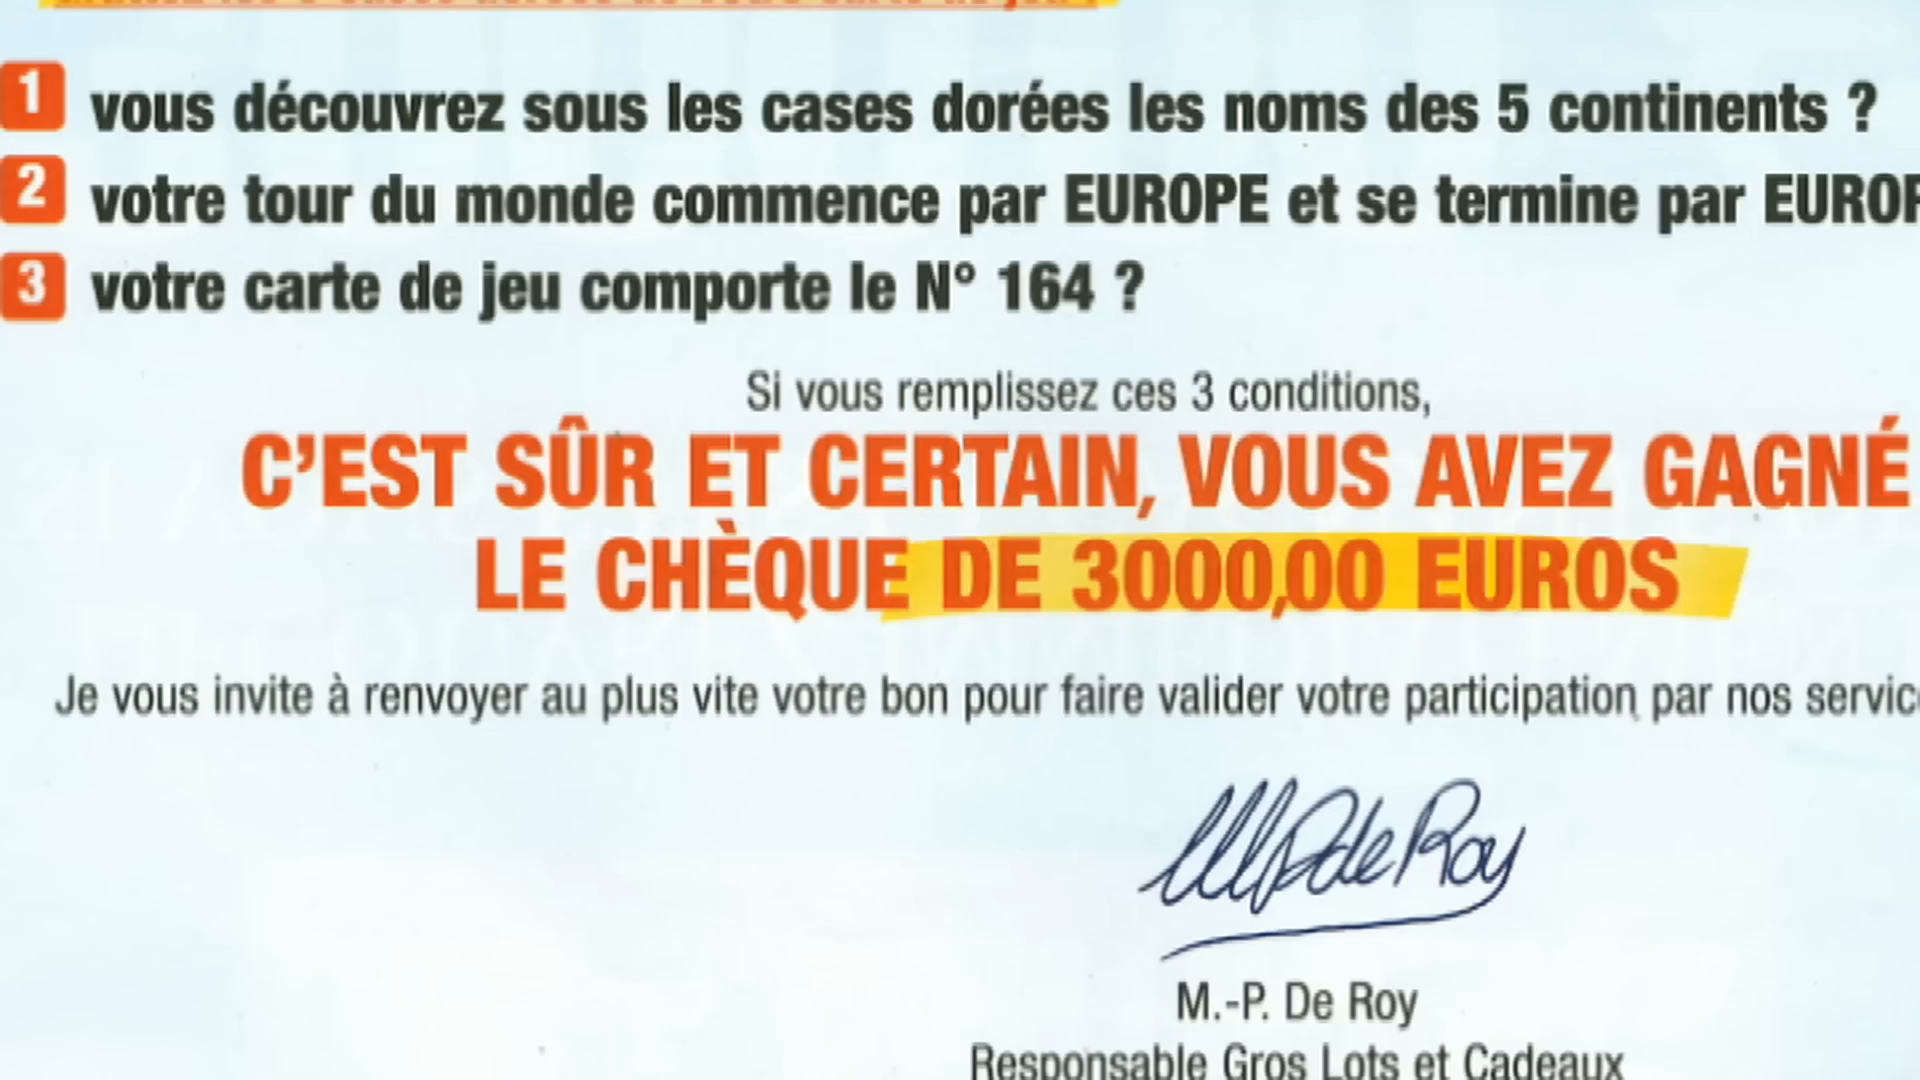 1 vous découvrez sous les cases dorées les noms des 5 continents ?
2 votre tour du monde commence par EUROPE et se termine par
3 votre carte de jeu comporte le N° 164 ?
Si vous remplissez ces 3 conditions,
C'EST SÛR ET CERTAIN, VOUS AVEZ GAGNÉ
LE CHÈQUE DE 3000,00 EUROS
Je vous invite à renvoyer au plus vite votre bon pour faire valider votre participation par nos
MP de Roy
M.-P. De Roy
Responsable Gros Lots et Cadeaux